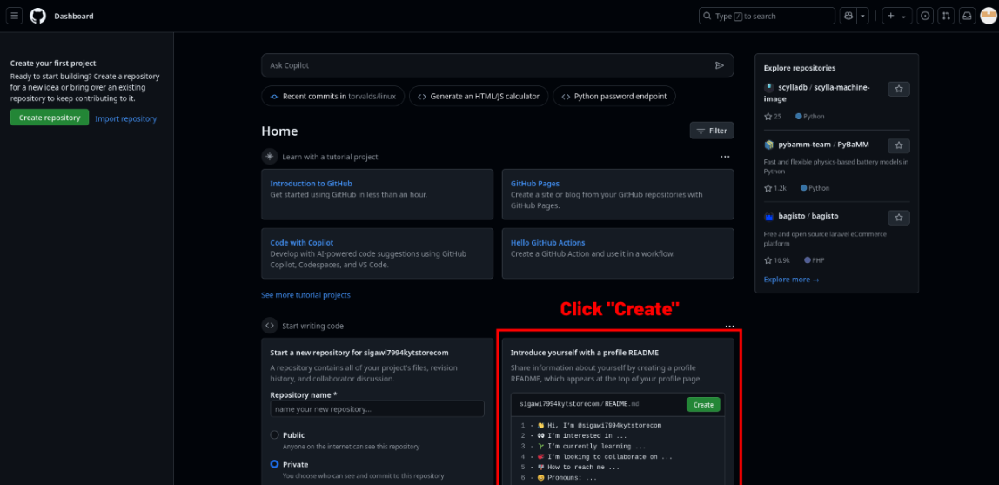 Dashboard
Type / to search
Create your first project
Ready to start building? Create a repository
for a new idea or bring over an existing
repository to keep contributing to it.
Create repository
Import repository
Ask Copilot
Recent commits in torvalds/linux
Generate an HTML/JS calculator
Python password endpoint
Home
Filter
Learn with a tutorial project
Introduction to GitHub
Get started using GitHub in less than an hour.
GitHub Pages
Create a site or blog from your GitHub repositories with
GitHub Pages.
Code with Copilot
Develop with AI-powered code suggestions using GitHub
Copilot, Codespaces, and VS Code.
Hello GitHub Actions
Create a GitHub Action and use it in a workflow.
See more tutorial projects
Click "Create"
Start writing code
Start a new repository for sigawi7994kytstorecom
A repository contains all of your project's files, revision
history, and collaborator discussion.
Repository name *
name your new repository...
Public
Anyone on the internet can see this repository
Private
You choose who can see and commit to this repository
Introduce yourself with a profile README
Share information about yourself by creating a profile
README, which appears at the top of your profile page.
sigawi7994kytstorecom/README.md
Create
1 - 👋 Hi, I'm @sigawi7994kytstorecom
2 - 👀 I'm interested in ...
3 - 🌱 I'm currently learning ...
4 - 💞️ I'm looking to collaborate on ...
5 - 📫 How to reach me ...
6 - 😄 Pronouns: ...
Explore repositories
scylladb / scylla-machine-
image
25 Python
pybamm-team / PyBaMM
Fast and flexible physics-based battery models in
Python
1.2k Python
bagisto / bagisto
Free and open source laravel eCommerce
platform
16.9k PHP
Explore more →